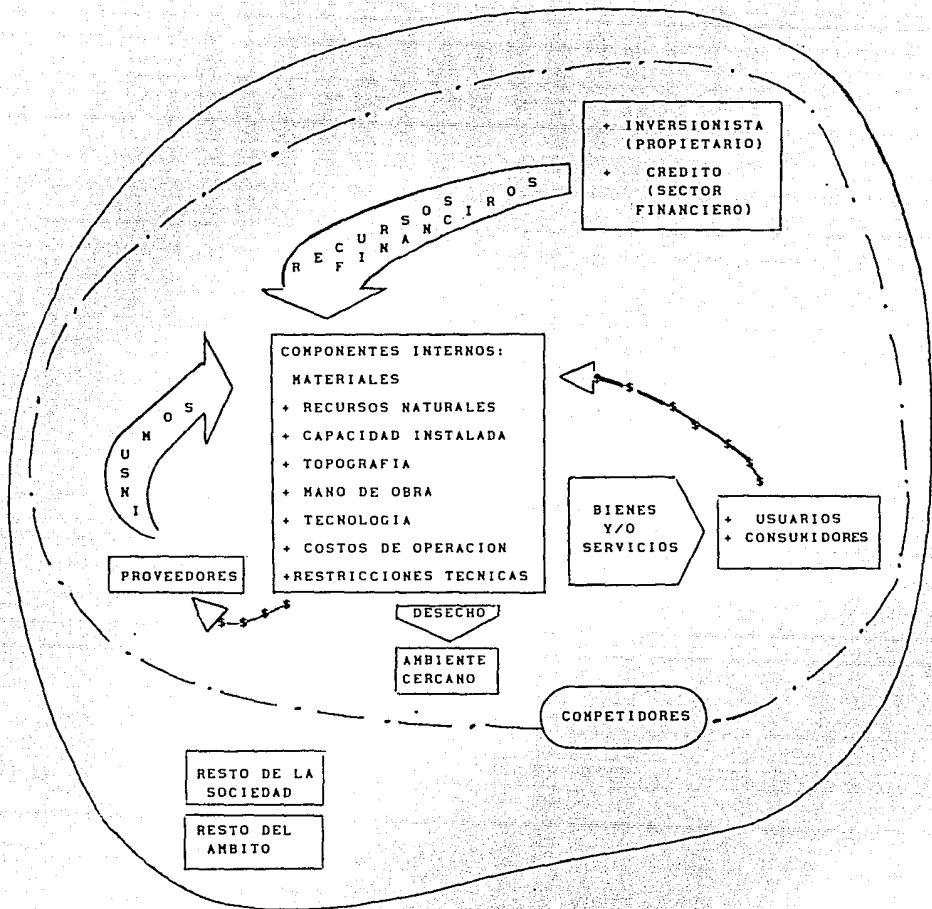 + INVERSIONISTA
(PROPIETARIO)
+ CREDITO
(SECTOR
FINANCIERO)
RECURSOS
FINANCIROS
COMPONENTES INTERNOS:
MATERIALES
+ RECURSOS NATURALES
+ CAPACIDAD INSTALADA
+ TOPOGRAFIA
+ MANO DE OBRA
+ TECNOLOGIA
+ COSTOS DE OPERACION
+RESTRICCIONES TECNICAS
INSUMOS
PROVEEDORES
$ $ $ $
$ $ $ $ $ $ $
BIENES
Y/O
SERVICIOS
+ USUARIOS
+ CONSUMIDORES
DESECHO
AMBIENTE
CERCANO
COMPETIDORES
RESTO DE LA
SOCIEDAD
RESTO DEL
AMBITO